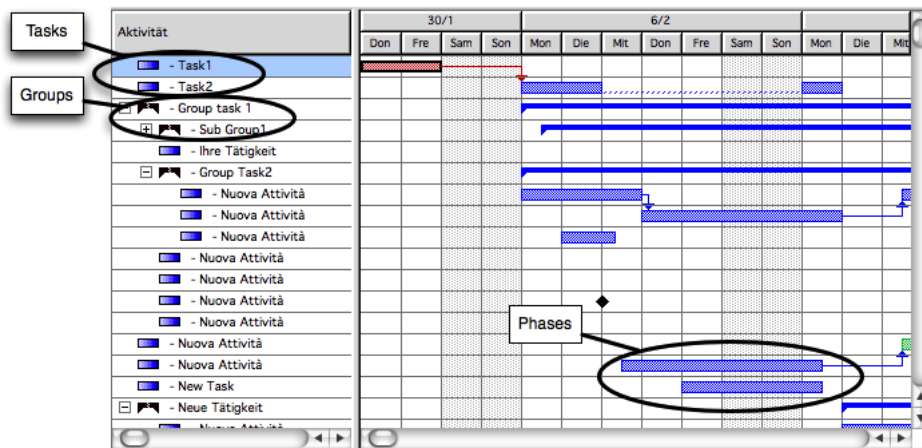 Tasks
Groups
Aktivität
30/1 6/2
Don Fre Sam Son Mon Die Mit Don Fre Sam Son Mon Die Mit
- Task1
- Task2
- Group task 1
- Sub Group1
- Ihre Tätigkeit
- Group Task2
- Nuova Attività
- Nuova Attività
- Nuova Attività
- Nuova Attività
- Nuova Attività
- Nuova Attività
- Nuova Attività
Phases
- Nuova Attività
- Nuova Attività
- New Task
- Neue Tätigkeit